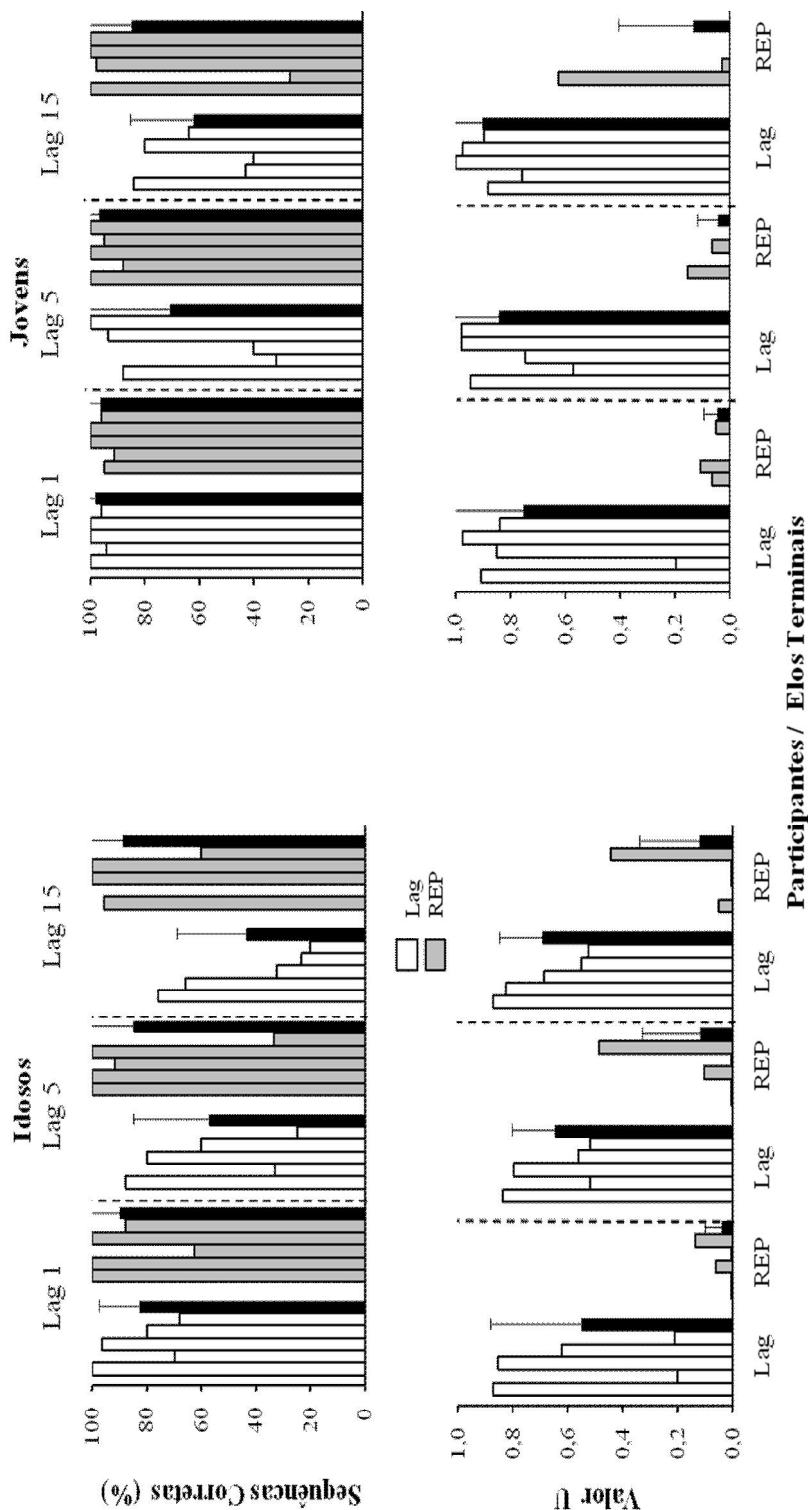 Idosos
Jovens
Lag 1 Lag 5 Lag 15
Lag 1 Lag 5 Lag 15
Sequêncas Corretas (%)
100
80
60
40
20
0
100
80
60
40
20
0
Lag
REP
Valor U
1,0
0,8
0,6
0,4
0,2
0,0
1,0
0,8
0,6
0,4
0,2
0,0
Lag REP Lag REP Lag REP
Lag REP Lag REP Lag REP
Participantes / Elos Terminais